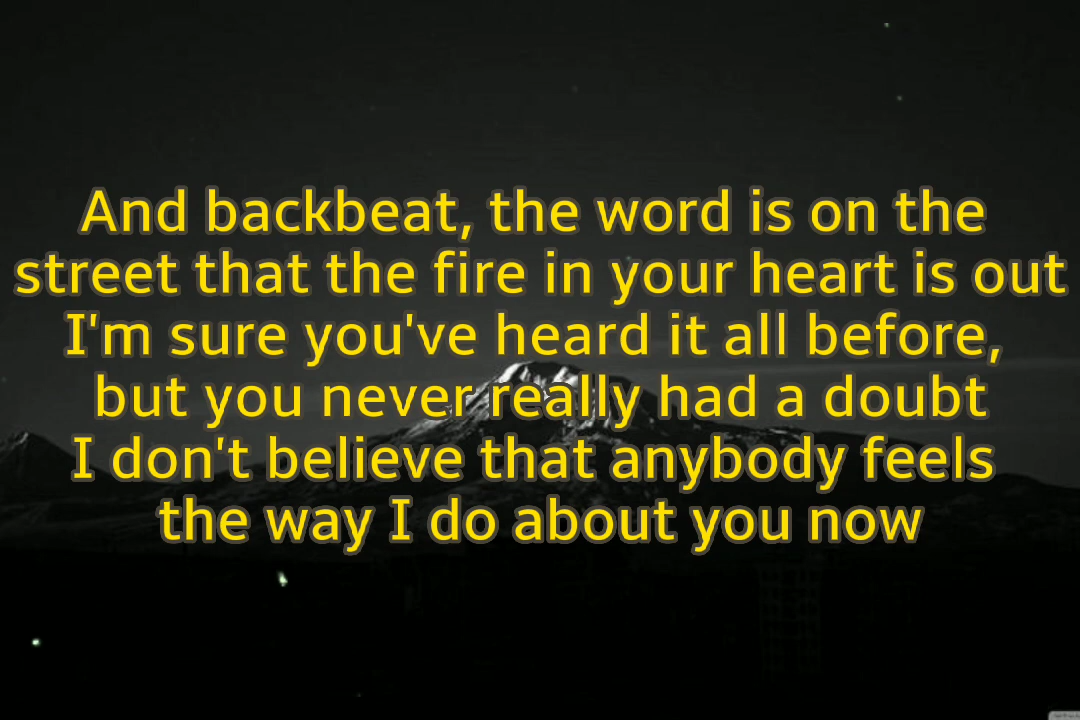 And backbeat, the word is on the
street that the fire in your heart is out
I'm sure you've heard it all before,
but you never really had a doubt
I don't believe that anybody feels
the way I do about you now